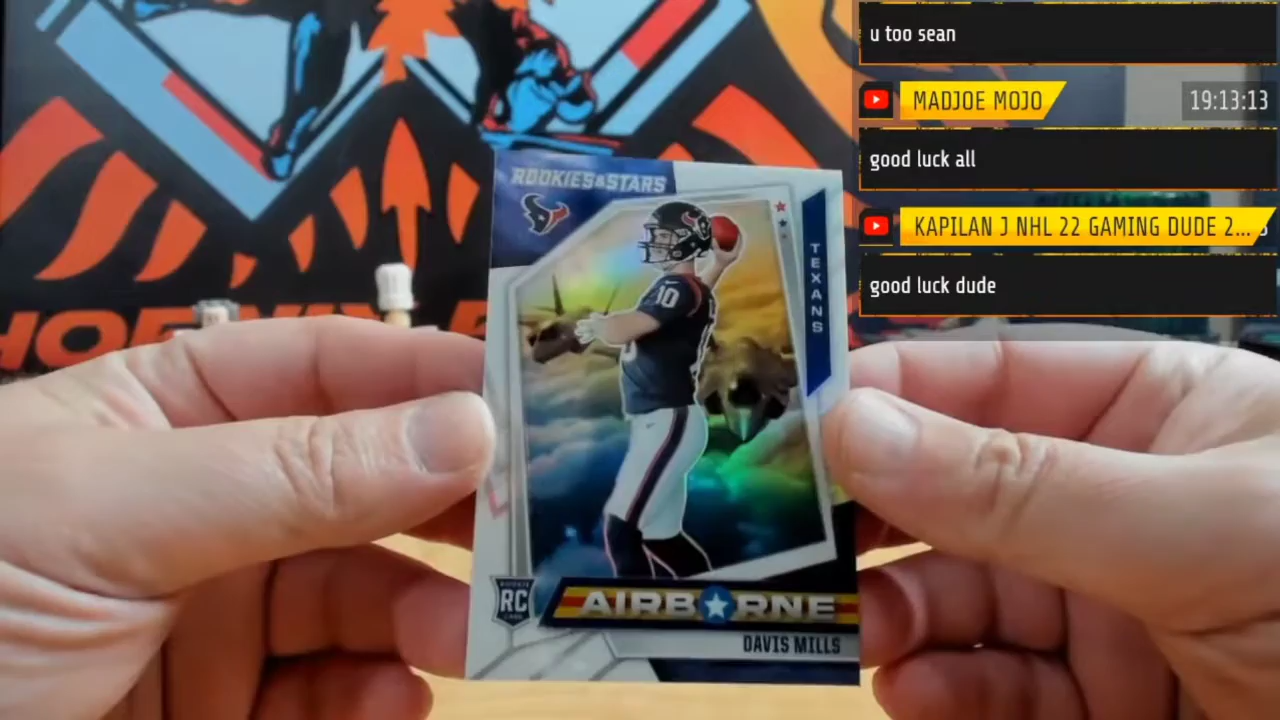 u too sean
MADJOE MOJO
19:13:13
good luck all
KAPILAN J NHL 22 GAMING DUDE 2...
good luck dude
ROOKIES & STARS
TEXANS
10
RC
AIRBORNE
DAVIS MILLS